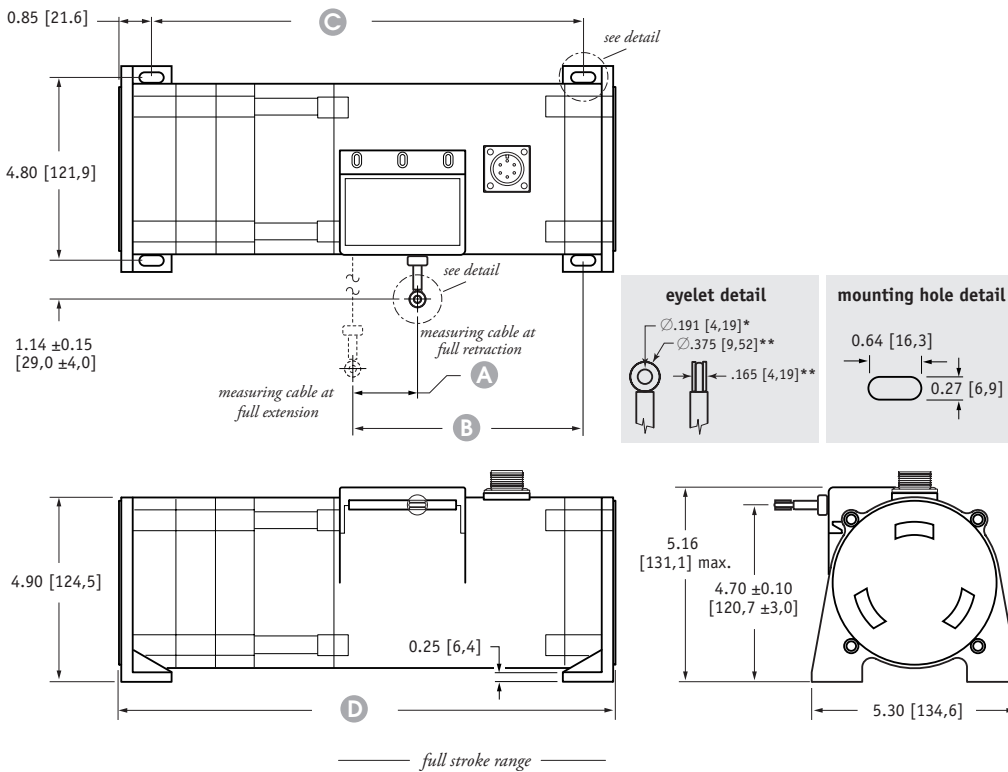 0.85 [21.6]
C
see detail
4.80 [121,9]
see detail
1.14 ±0.15
[29,0 ±4,0]
measuring cable at
full retraction
A
measuring cable at
full extension
B
eyelet detail
∅.191 [4,19]*
∅.375 [9,52]**
.165 [4,19]**
mounting hole detail
0.64 [16,3]
0.27 [6,9]
4.90 [124,5]
0.25 [6,4]
D
5.16
[131,1] max.
4.70 ±0.10
[120,7 ±3,0]
5.30 [134,6]
full stroke range